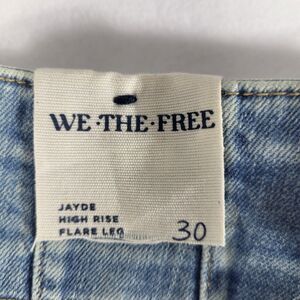 WE·THE·FREE
JAYDE
HIGH RISE
FLARE LEG 30